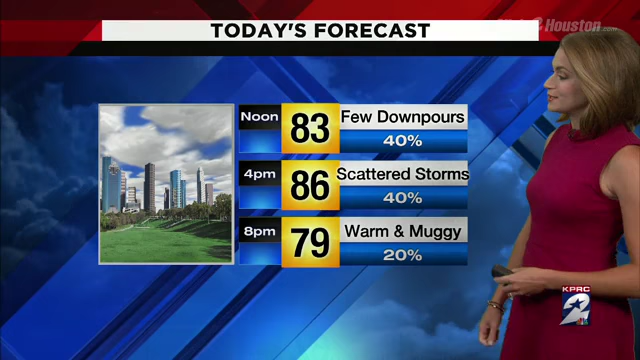 TODAY'S FORECAST
Houston
Noon
83
Few Downpours
40%
4pm
86
Scattered Storms
40%
8pm
79
Warm & Muggy
20%
KPRC
2